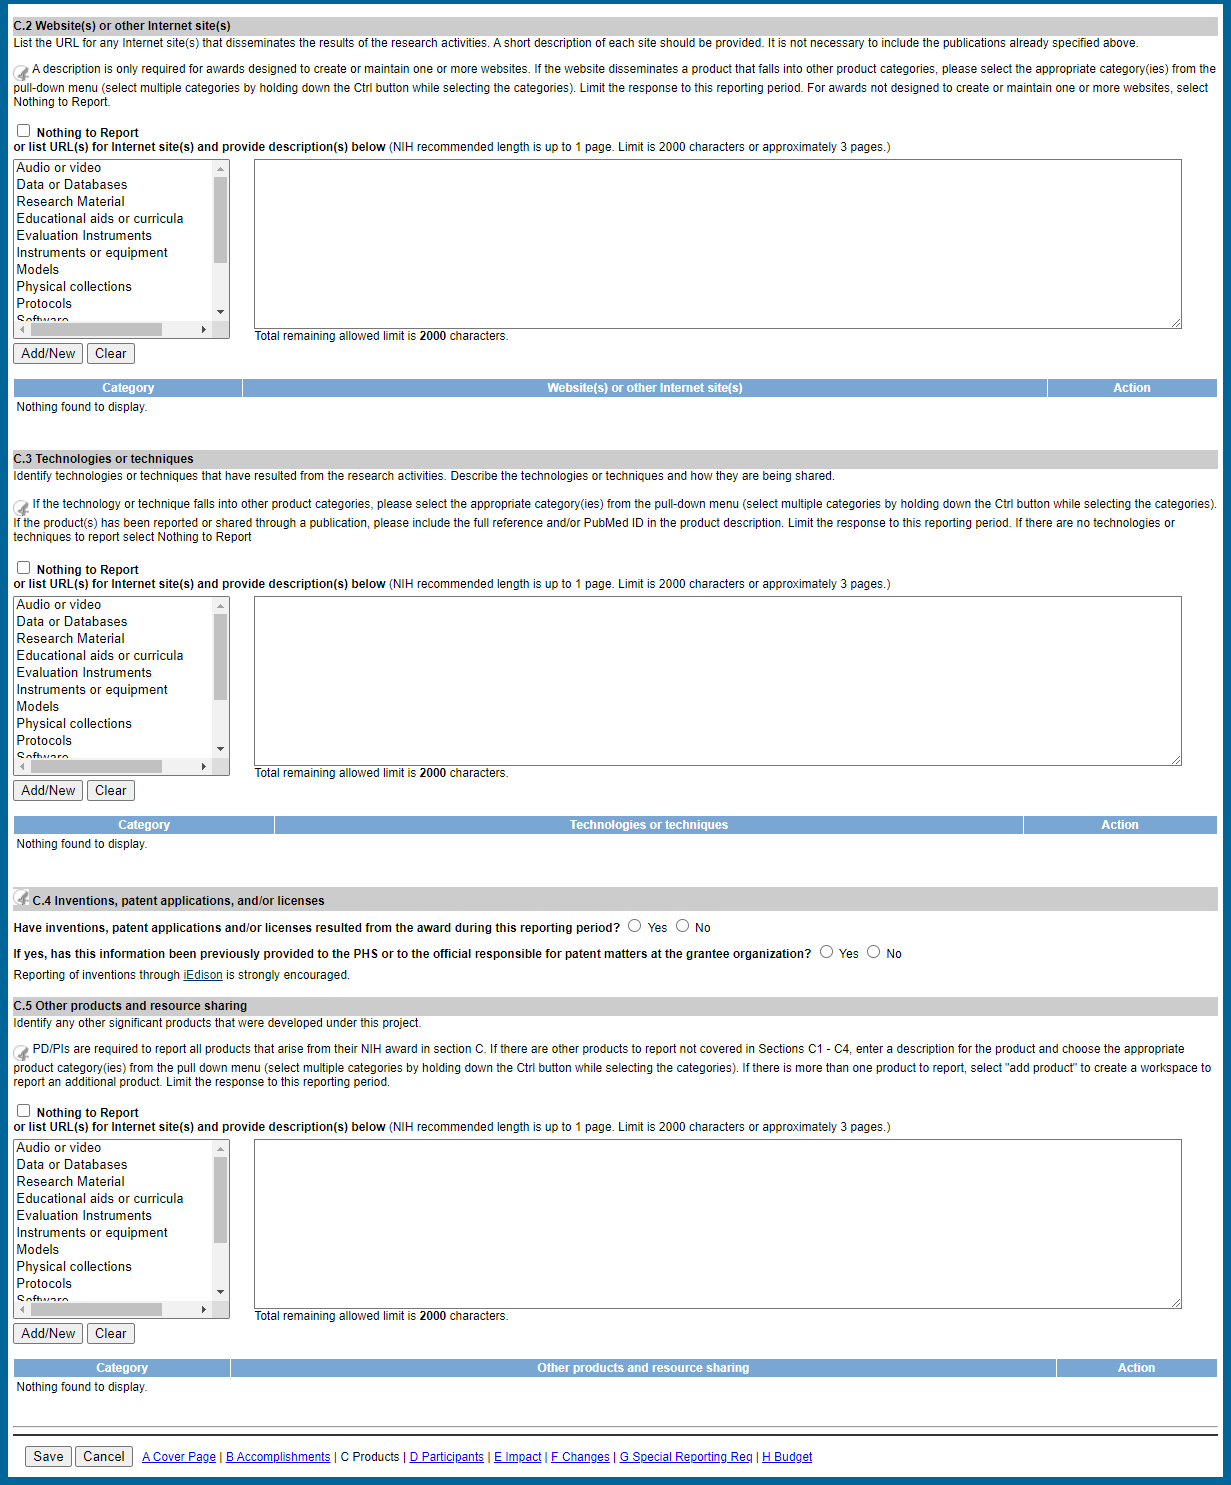 C.2 Website(s) or other Internet site(s)
List the URL for any Internet site(s) that disseminates the results of the research activities. A short description of each site should be provided. It is not necessary to include the publications already specified above.
A description is only required for awards designed to create or maintain one or more websites. If the website disseminates a product that falls into other product categories, please select the appropriate category(ies) from the
pull-down menu (select multiple categories by holding down the Ctrl button while selecting the categories). Limit the response to this reporting period. For awards not designed to create or maintain one or more websites, select
Nothing to Report.
Nothing to Report
or list URL(s) for Internet site(s) and provide description(s) below (NIH recommended length is up to 1 page. Limit is 2000 characters or approximately 3 pages.)
Audio or video
Data or Databases
Research Material
Educational aids or curricula
Evaluation Instruments
Instruments or equipment
Models
Physical collections
Protocols
Software
Total remaining allowed limit is 2000 characters.
Add/New Clear
Category Website(s) or other Internet site(s) Action
Nothing found to display.
C.3 Technologies or techniques
Identify technologies or techniques that have resulted from the research activities. Describe the technologies or techniques and how they are being shared.
If the technology or technique falls into other product categories, please select the appropriate category(ies) from the pull-down menu (select multiple categories by holding down the Ctrl button while selecting the categories).
If the product(s) has been reported or shared through a publication, please include the full reference and/or PubMed ID in the product description. Limit the response to this reporting period. If there are no technologies or
techniques to report select Nothing to Report
Nothing to Report
or list URL(s) for Internet site(s) and provide description(s) below (NIH recommended length is up to 1 page. Limit is 2000 characters or approximately 3 pages.)
Audio or video
Data or Databases
Research Material
Educational aids or curricula
Evaluation Instruments
Instruments or equipment
Models
Physical collections
Protocols
Software
Total remaining allowed limit is 2000 characters.
Add/New Clear
Category Technologies or techniques Action
Nothing found to display.
C.4 Inventions, patent applications, and/or licenses
Have inventions, patent applications and/or licenses resulted from the award during this reporting period? Yes No
If yes, has this information been previously provided to the PHS or to the official responsible for patent matters at the grantee organization? Yes No
Reporting of inventions through iEdison is strongly encouraged.
C.5 Other products and resource sharing
Identify any other significant products that were developed under this project.
PD/PIs are required to report all products that arise from their NIH award in section C. If there are other products to report not covered in Sections C1 - C4, enter a description for the product and choose the appropriate
product category(ies) from the pull down menu (select multiple categories by holding down the Ctrl button while selecting the categories). If there is more than one product to report, select "add product" to create a workspace to
report an additional product. Limit the response to this reporting period.
Nothing to Report
or list URL(s) for Internet site(s) and provide description(s) below (NIH recommended length is up to 1 page. Limit is 2000 characters or approximately 3 pages.)
Audio or video
Data or Databases
Research Material
Educational aids or curricula
Evaluation Instruments
Instruments or equipment
Models
Physical collections
Protocols
Software
Total remaining allowed limit is 2000 characters.
Add/New Clear
Category Other products and resource sharing Action
Nothing found to display.
Save Cancel A Cover Page | B Accomplishments | C Products | D Participants | E Impact | F Changes | G Special Reporting Req | H Budget